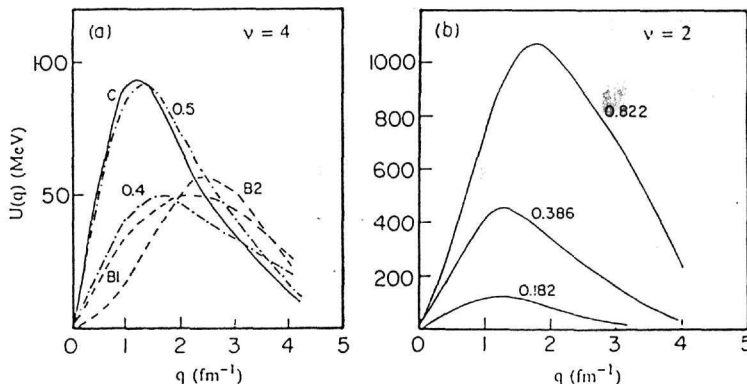 (a)
ν = 4
100
50
0
U(q) (MeV)
C
0.5
0.4
B2
B1
0 1 2 3 4 5
q (fm⁻¹)
(b)
ν = 2
1000
800
600
400
200
0.822
0.386
0.182
0 1 2 3 4 5
q (fm⁻¹)